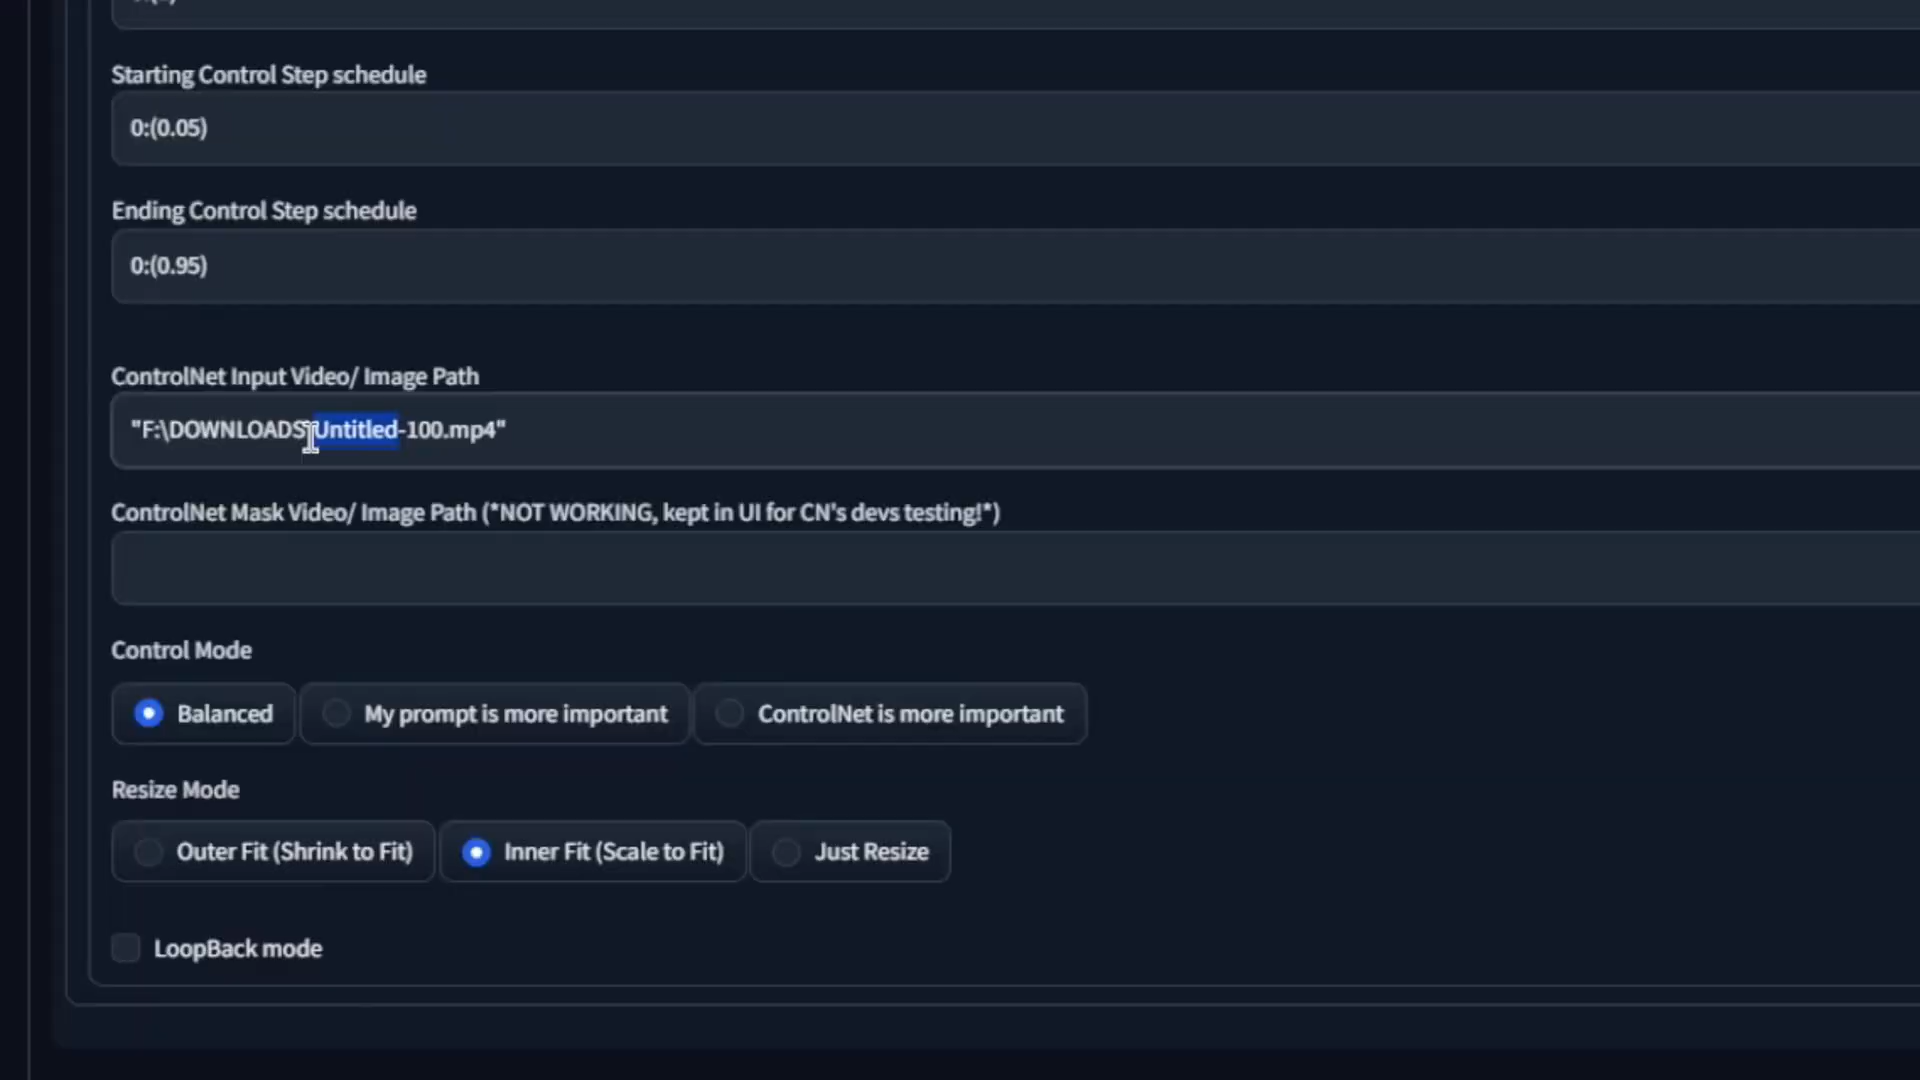 Starting Control Step schedule
0:(0.05)
Ending Control Step schedule
0:(0.95)
ControlNet Input Video/ Image Path
"F:\DOWNLOADS\Untitled-100.mp4"
ControlNet Mask Video/ Image Path (*NOT WORKING, kept in UI for CN's devs testing!*)
Control Mode
Balanced My prompt is more important ControlNet is more important
Resize Mode
Outer Fit (Shrink to Fit) Inner Fit (Scale to Fit) Just Resize
LoopBack mode